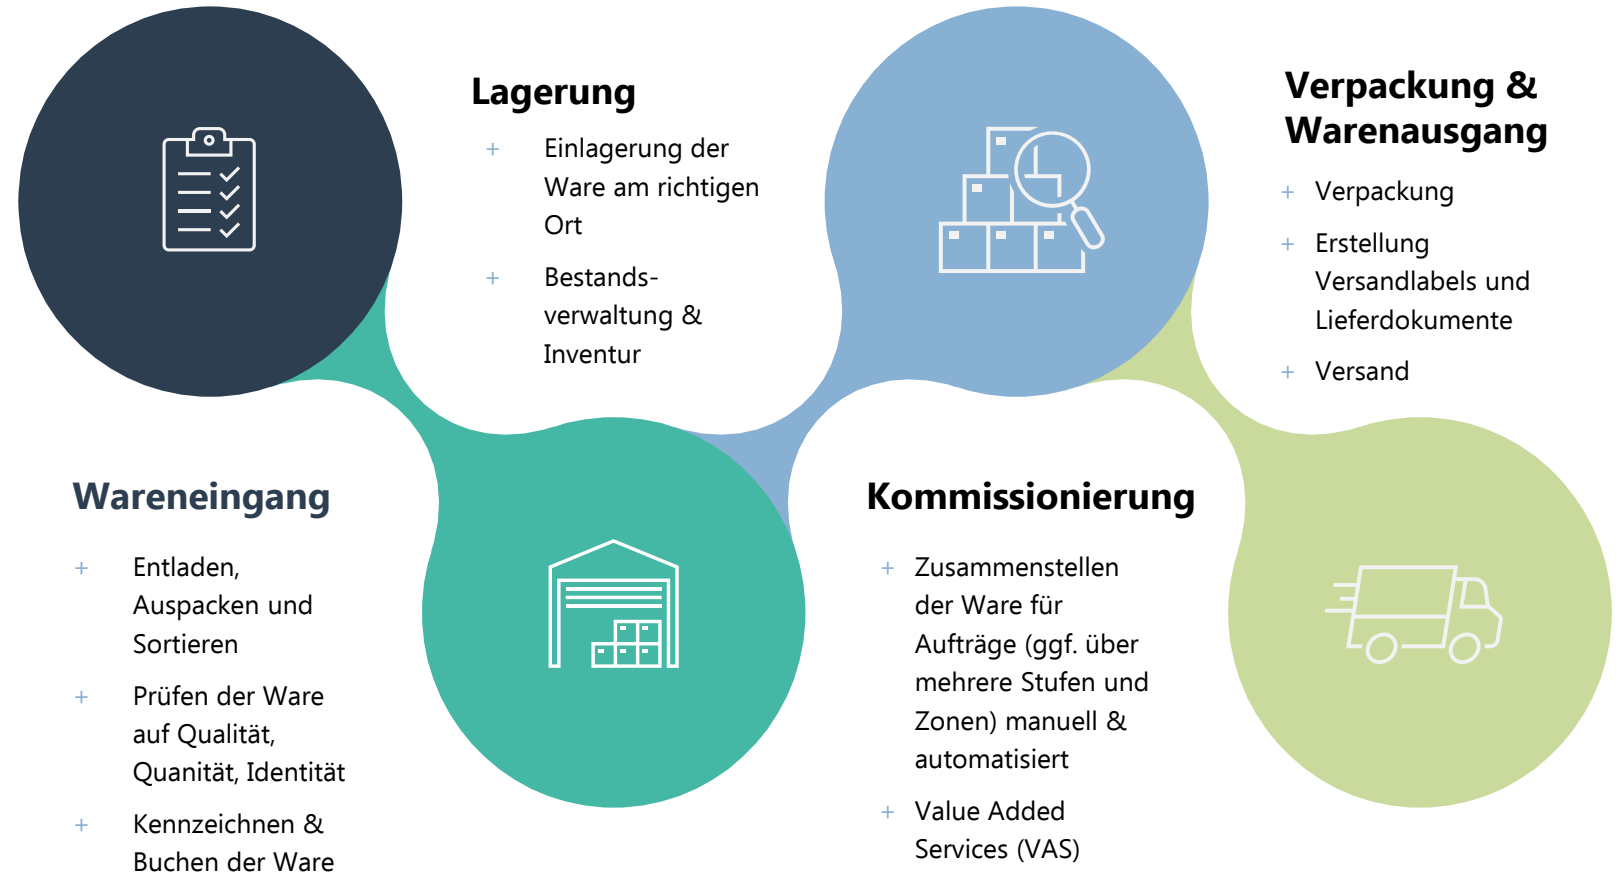 Wareneingang
+ Entladen,
Auspacken und
Sortieren
+ Prüfen der Ware
auf Qualität,
Quanität, Identität
+ Kennzeichnen &
Buchen der Ware
Lagerung
+ Einlagerung der
Ware am richtigen
Ort
+ Bestands-
verwaltung &
Inventur
Kommissionierung
+ Zusammenstellen
der Ware für
Aufträge (ggf. über
mehrere Stufen und
Zonen) manuell &
automatisiert
+ Value Added
Services (VAS)
Verpackung &
Warenausgang
+ Verpackung
+ Erstellung
Versandlabels und
Lieferdokumente
+ Versand